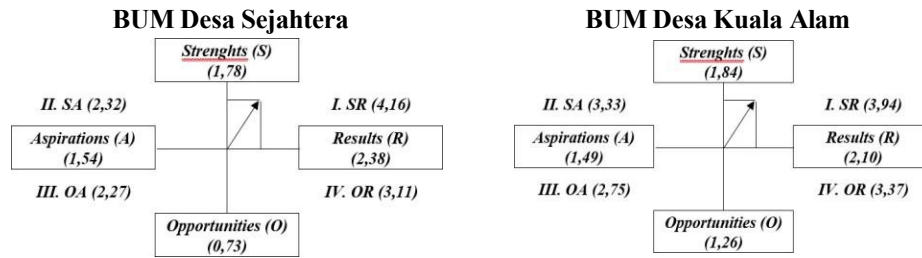 BUM Desa Sejahtera
Strenghts (S)
(1,78)
II. SA (2,32)
I. SR (4,16)
Aspirations (A)
(1,54)
Results (R)
(2,38)
III. OA (2,27)
IV. OR (3,11)
Opportunities (O)
(0,73)
BUM Desa Kuala Alam
Strenghts (S)
(1,84)
II. SA (3,33)
I. SR (3,94)
Aspirations (A)
(1,49)
Results (R)
(2,10)
III. OA (2,75)
IV. OR (3,37)
Opportunities (O)
(1,26)